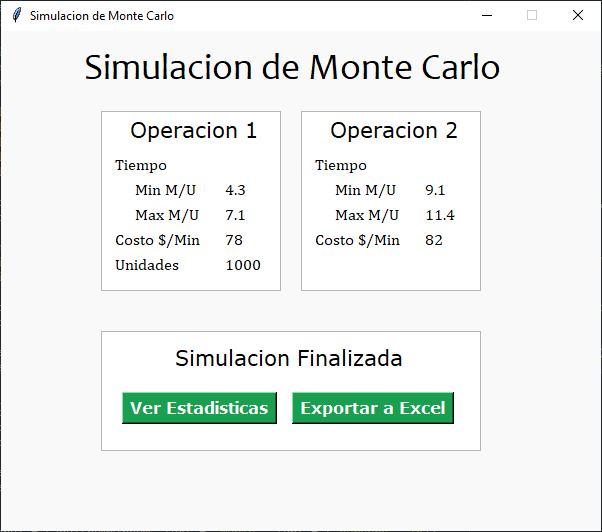 Simulacion de Monte Carlo
Simulacion de Monte Carlo
Operacion 1
Tiempo
Min M/U 4.3
Max M/U 7.1
Costo $/Min 78
Unidades 1000
Operacion 2
Tiempo
Min M/U 9.1
Max M/U 11.4
Costo $/Min 82
Simulacion Finalizada
Ver Estadisticas
Exportar a Excel